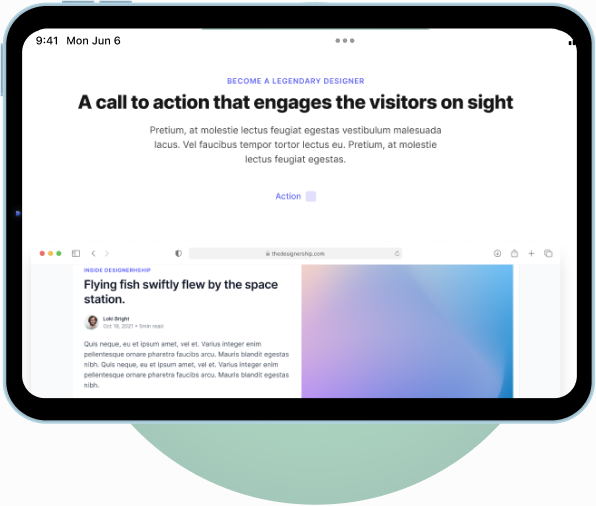 9:41 Mon Jun 6
BECOME A LEGENDARY DESIGNER
A call to action that engages the visitors on sight
Pretium, at molestie lectus feugiat egestas vestibulum malesuada
lacus. Vel faucibus tempor tortor lectus eu. Pretium, at molestie
lectus feugiat egestas.
Action
thedesignership.com
INSIDE DESIGNERHSHIP
Flying fish swiftly flew by the space
station.
Loki Bright
Oct 19, 2021 • 5min read
Quis neque, eu et ipsum amet, vel et. Varius integer enim
pellentesque ornare pharetra faucibs arcu. Mauris blandit egestas
nibh. Quis neque, eu et ipsum amet, vel et. Varius integer enim
pellentesque ornare pharetra faucibs arcu. Mauris blandit egestas
nibh.